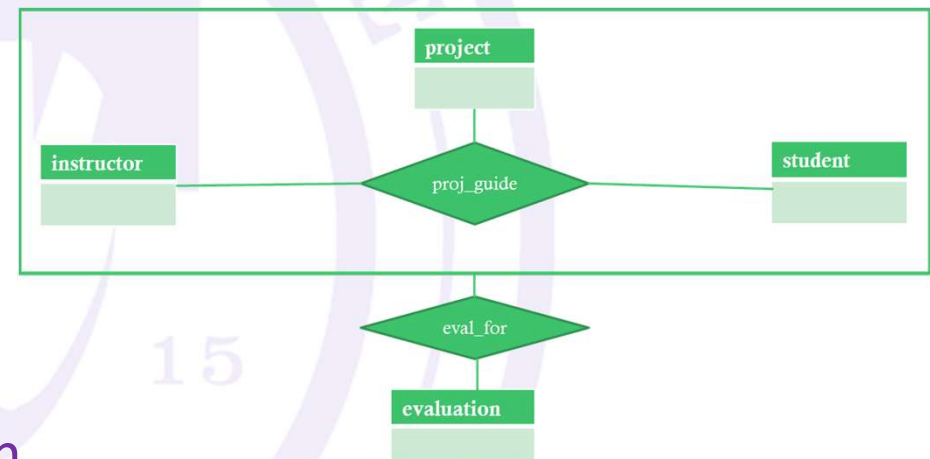 project
instructor
proj_guide
student
eval_for
15
evaluation